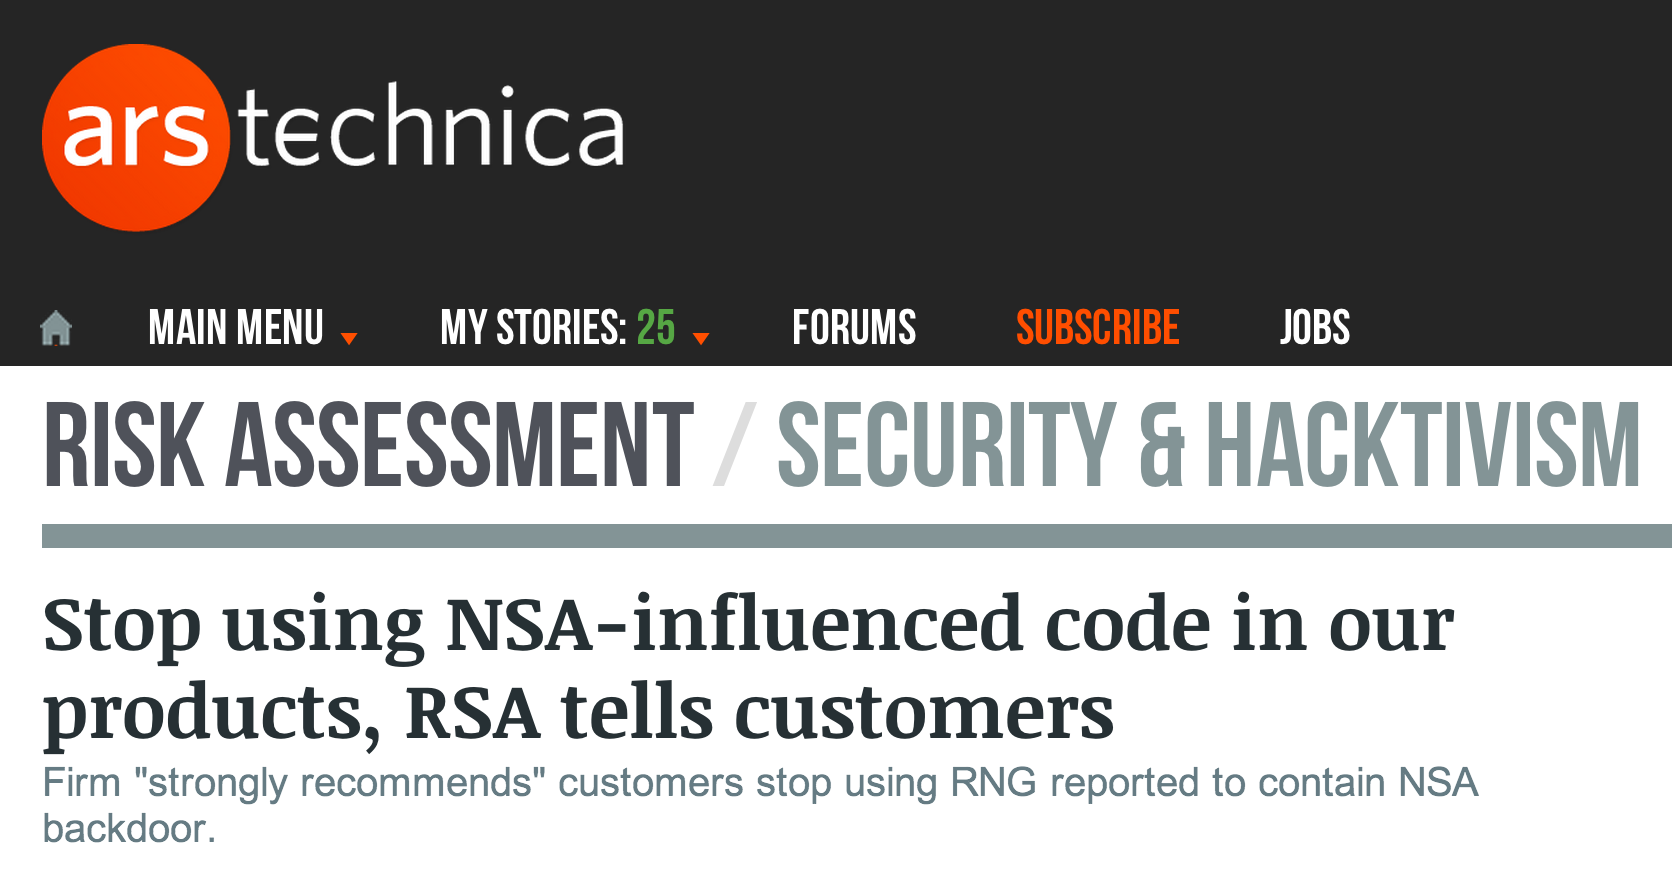 ars technica
MAIN MENU MY STORIES: 25 FORUMS SUBSCRIBE JOBS
RISK ASSESSMENT / SECURITY & HACKTIVISM
Stop using NSA-influenced code in our
products, RSA tells customers
Firm "strongly recommends" customers stop using RNG reported to contain NSA
backdoor.